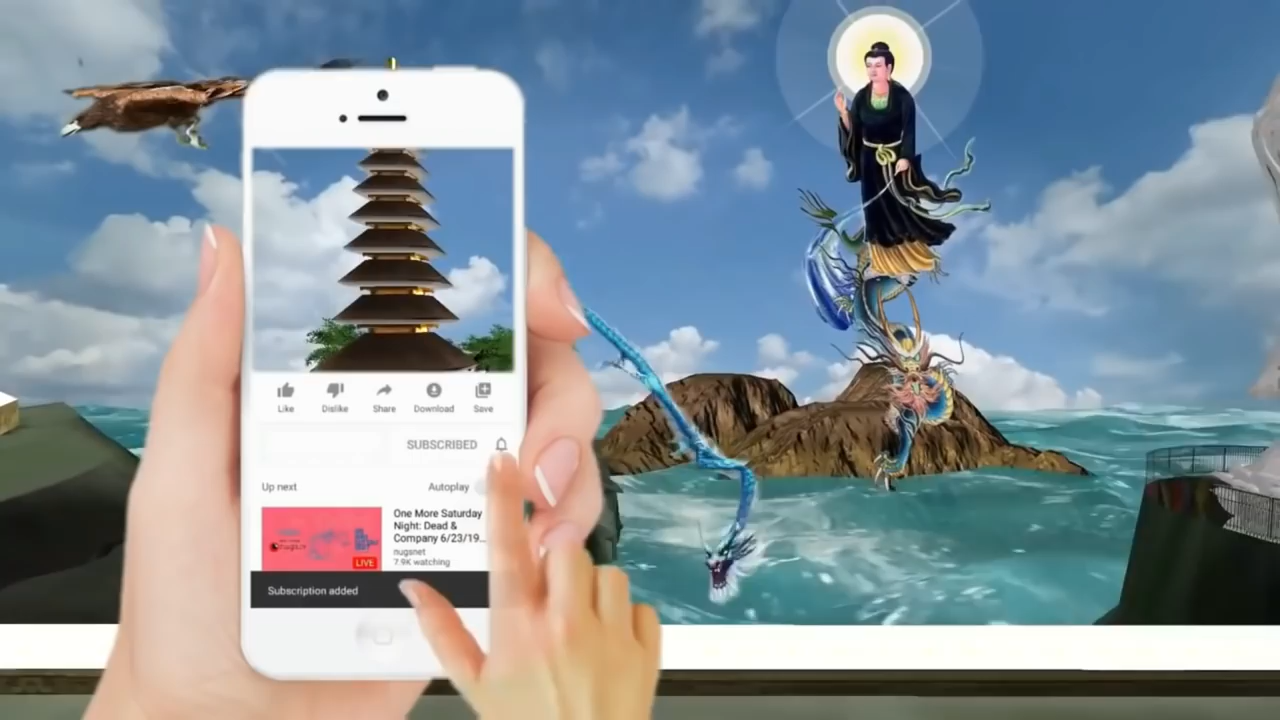 Like
Dislike
Share
Download
Save
SUBSCRIBED
Up next
Autoplay
One More Saturday
Night: Dead &
Company 6/23/19...
nugsnet
7.9K watching
LIVE
Subscription added